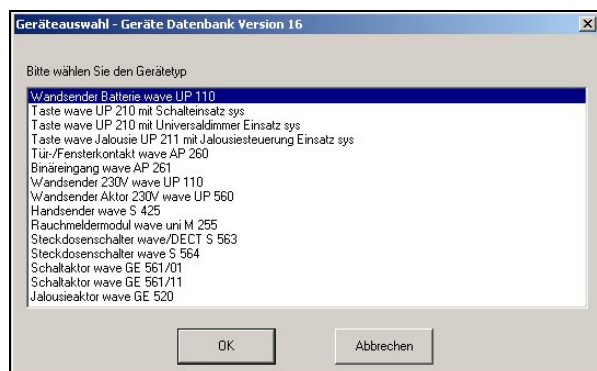 Geräteauswahl - Geräte Datenbank Version 16
Bitte wählen Sie den Gerätetyp
Wandsender Batterie wave UP 110
Taste wave UP 210 mit Schalteinsatz sys
Taste wave UP 210 mit Universaldimmer Einsatz sys
Taste wave Jalousie UP 211 mit Jalousiesteuerung Einsatz sys
Tür-/Fensterkontakt wave AP 260
Binäreingang wave AP 261
Wandsender 230V wave UP 110
Wandsender Aktor 230V wave UP 560
Handsender wave S 425
Rauchmeldermodul wave uni M 255
Steckdosenschalter wave/DECT S 563
Steckdosenschalter wave S 564
Schaltaktor wave GE 561/01
Schaltaktor wave GE 561/11
Jalousieaktor wave GE 520
OK
Abbrechen